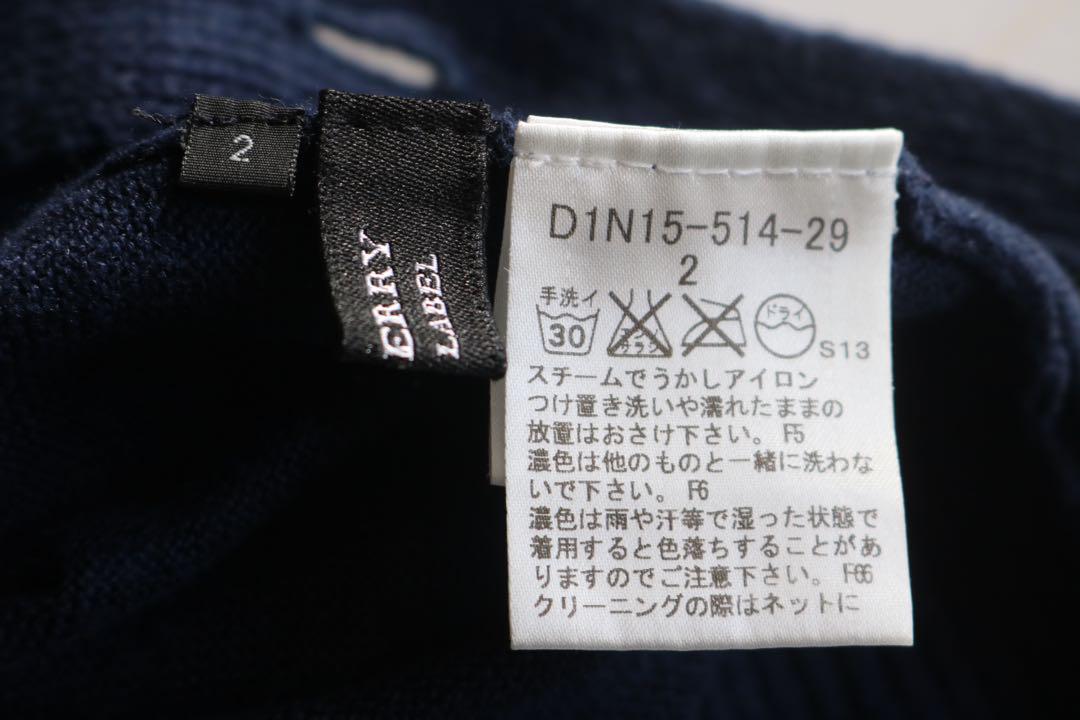 2
ERRY
LABEL
D1N15-514-29
2
手洗イ
30
エンソ
サラシ
ドライ
S13
スチームでうかしアイロン
つけ置き洗いや濡れたままの
放置はおさけ下さい。 F5
濃色は他のものと一緒に洗わな
いで下さい。 F6
濃色は雨や汗等で湿った状態で
着用すると色落ちすることがあ
りますのでご注意下さい。 F66
クリーニングの際はネットに